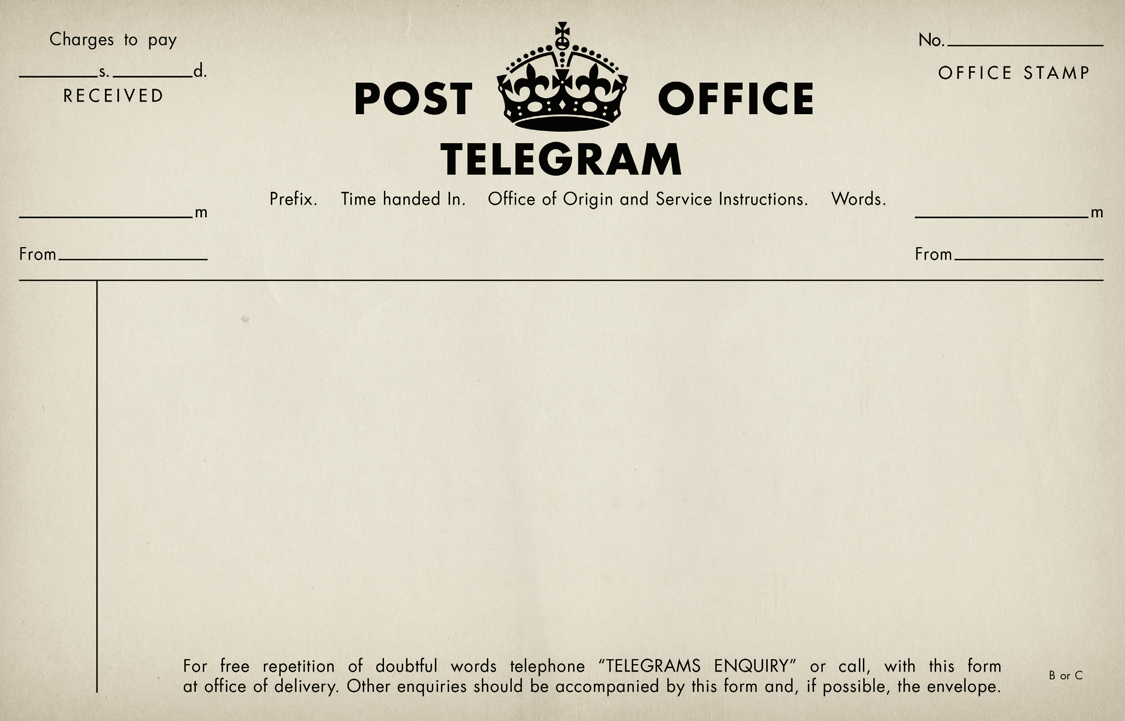 Charges to pay
s. d.
RECEIVED
No.
OFFICE STAMP
POST OFFICE
TELEGRAM
Prefix. Time handed In. Office of Origin and Service Instructions. Words.
m
m
From
From
For free repetition of doubtful words telephone “TELEGRAMS ENQUIRY” or call, with this form
at office of delivery. Other enquiries should be accompanied by this form and, if possible, the envelope.
B or C